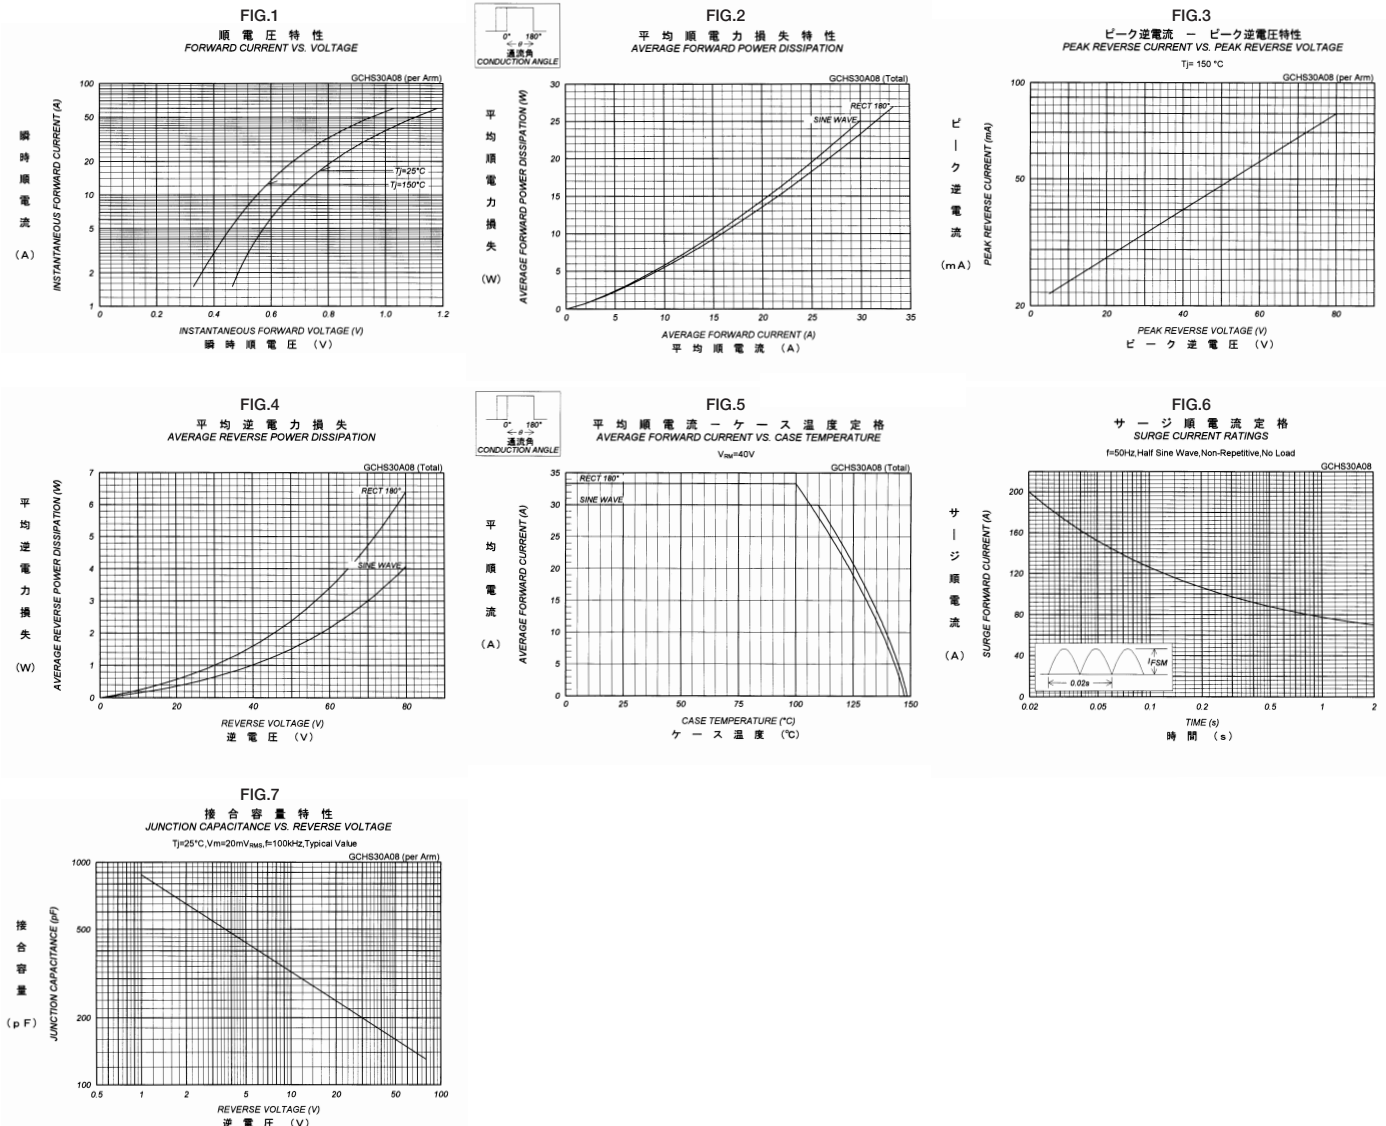 FIG.1
順電圧特性
FORWARD CURRENT VS. VOLTAGE
GCHS30A08 (per Arm)
瞬時順電流 (A)
INSTANTANEOUS FORWARD CURRENT (A)
100
50
20
10
5
2
1
Tj=25°C
Tj=150°C
0 0.2 0.4 0.6 0.8 1.0 1.2
INSTANTANEOUS FORWARD VOLTAGE (V)
瞬時順電圧 (V)
0° 180°
θ
通流角
CONDUCTION ANGLE
FIG.2
平均順電力損失特性
AVERAGE FORWARD POWER DISSIPATION
GCHS30A08 (Total)
平均順電力損失 (W)
AVERAGE FORWARD POWER DISSIPATION (W)
30
25
20
15
10
5
0
RECT 180°
SINE WAVE
0 5 10 15 20 25 30 35
AVERAGE FORWARD CURRENT (A)
平均順電流 (A)
FIG.3
ピーク逆電流 － ピーク逆電圧特性
PEAK REVERSE CURRENT VS. PEAK REVERSE VOLTAGE
Tj= 150 °C
GCHS30A08 (per Arm)
ピーク逆電流 (mA)
PEAK REVERSE CURRENT (mA)
100
50
20
0 20 40 60 80
PEAK REVERSE VOLTAGE (V)
ピーク逆電圧 (V)
FIG.4
平均逆電力損失
AVERAGE REVERSE POWER DISSIPATION
GCHS30A08 (Total)
平均逆電力損失 (W)
AVERAGE REVERSE POWER DISSIPATION (W)
7
6
5
4
3
2
1
0
RECT 180°
SINE WAVE
0 20 40 60 80
REVERSE VOLTAGE (V)
逆電圧 (V)
0° 180°
θ
通流角
CONDUCTION ANGLE
FIG.5
平均順電流－ケース温度定格
AVERAGE FORWARD CURRENT VS. CASE TEMPERATURE
VRM=40V
GCHS30A08 (Total)
平均順電流 (A)
AVERAGE FORWARD CURRENT (A)
35
30
25
20
15
10
5
0
RECT 180°
SINE WAVE
0 25 50 75 100 125 150
CASE TEMPERATURE (°C)
ケース温度 (℃)
FIG.6
サージ順電流定格
SURGE CURRENT RATINGS
f=50Hz,Half Sine Wave,Non-Repetitive,No Load
GCHS30A08
サージ順電流 (A)
SURGE FORWARD CURRENT (A)
200
160
120
80
40
0
IFSM
0.02s
0.02 0.05 0.1 0.2 0.5 1 2
TIME (s)
時間 (s)
FIG.7
接合容量特性
JUNCTION CAPACITANCE VS. REVERSE VOLTAGE
Tj=25°C,Vm=20mVRMS,f=100kHz,Typical Value
GCHS30A08 (per Arm)
接合容量 (pF)
JUNCTION CAPACITANCE (pF)
1000
500
200
100
0.5 1 2 5 10 20 50 100
REVERSE VOLTAGE (V)
逆電圧 (V)